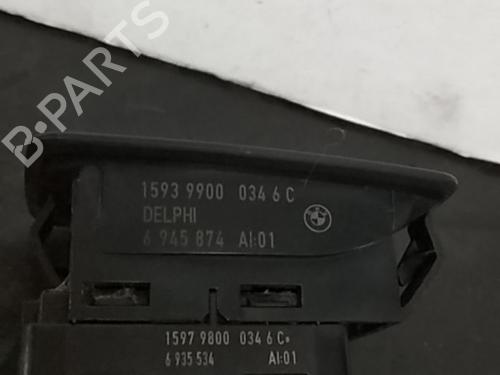 B-PARTS
1593 9900 034 6 C
DELPHI
6 945 874 AI:01
1597 9800 034 6 C•
6 935 534 AI:01